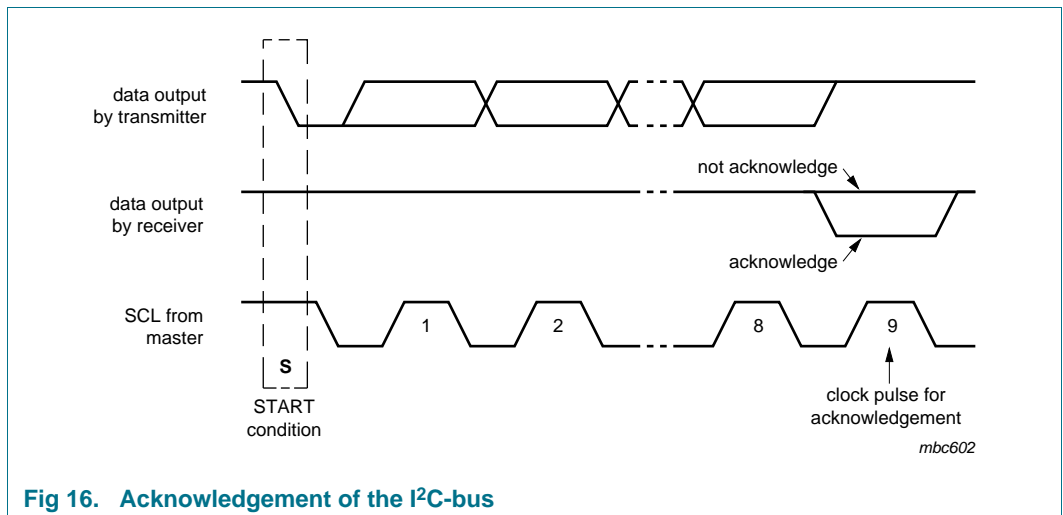 data output
by transmitter
not acknowledge
data output
by receiver
acknowledge
SCL from
master
1
2
8
9
S
START
condition
clock pulse for
acknowledgement
mbc602
Fig 16. Acknowledgement of the I²C-bus